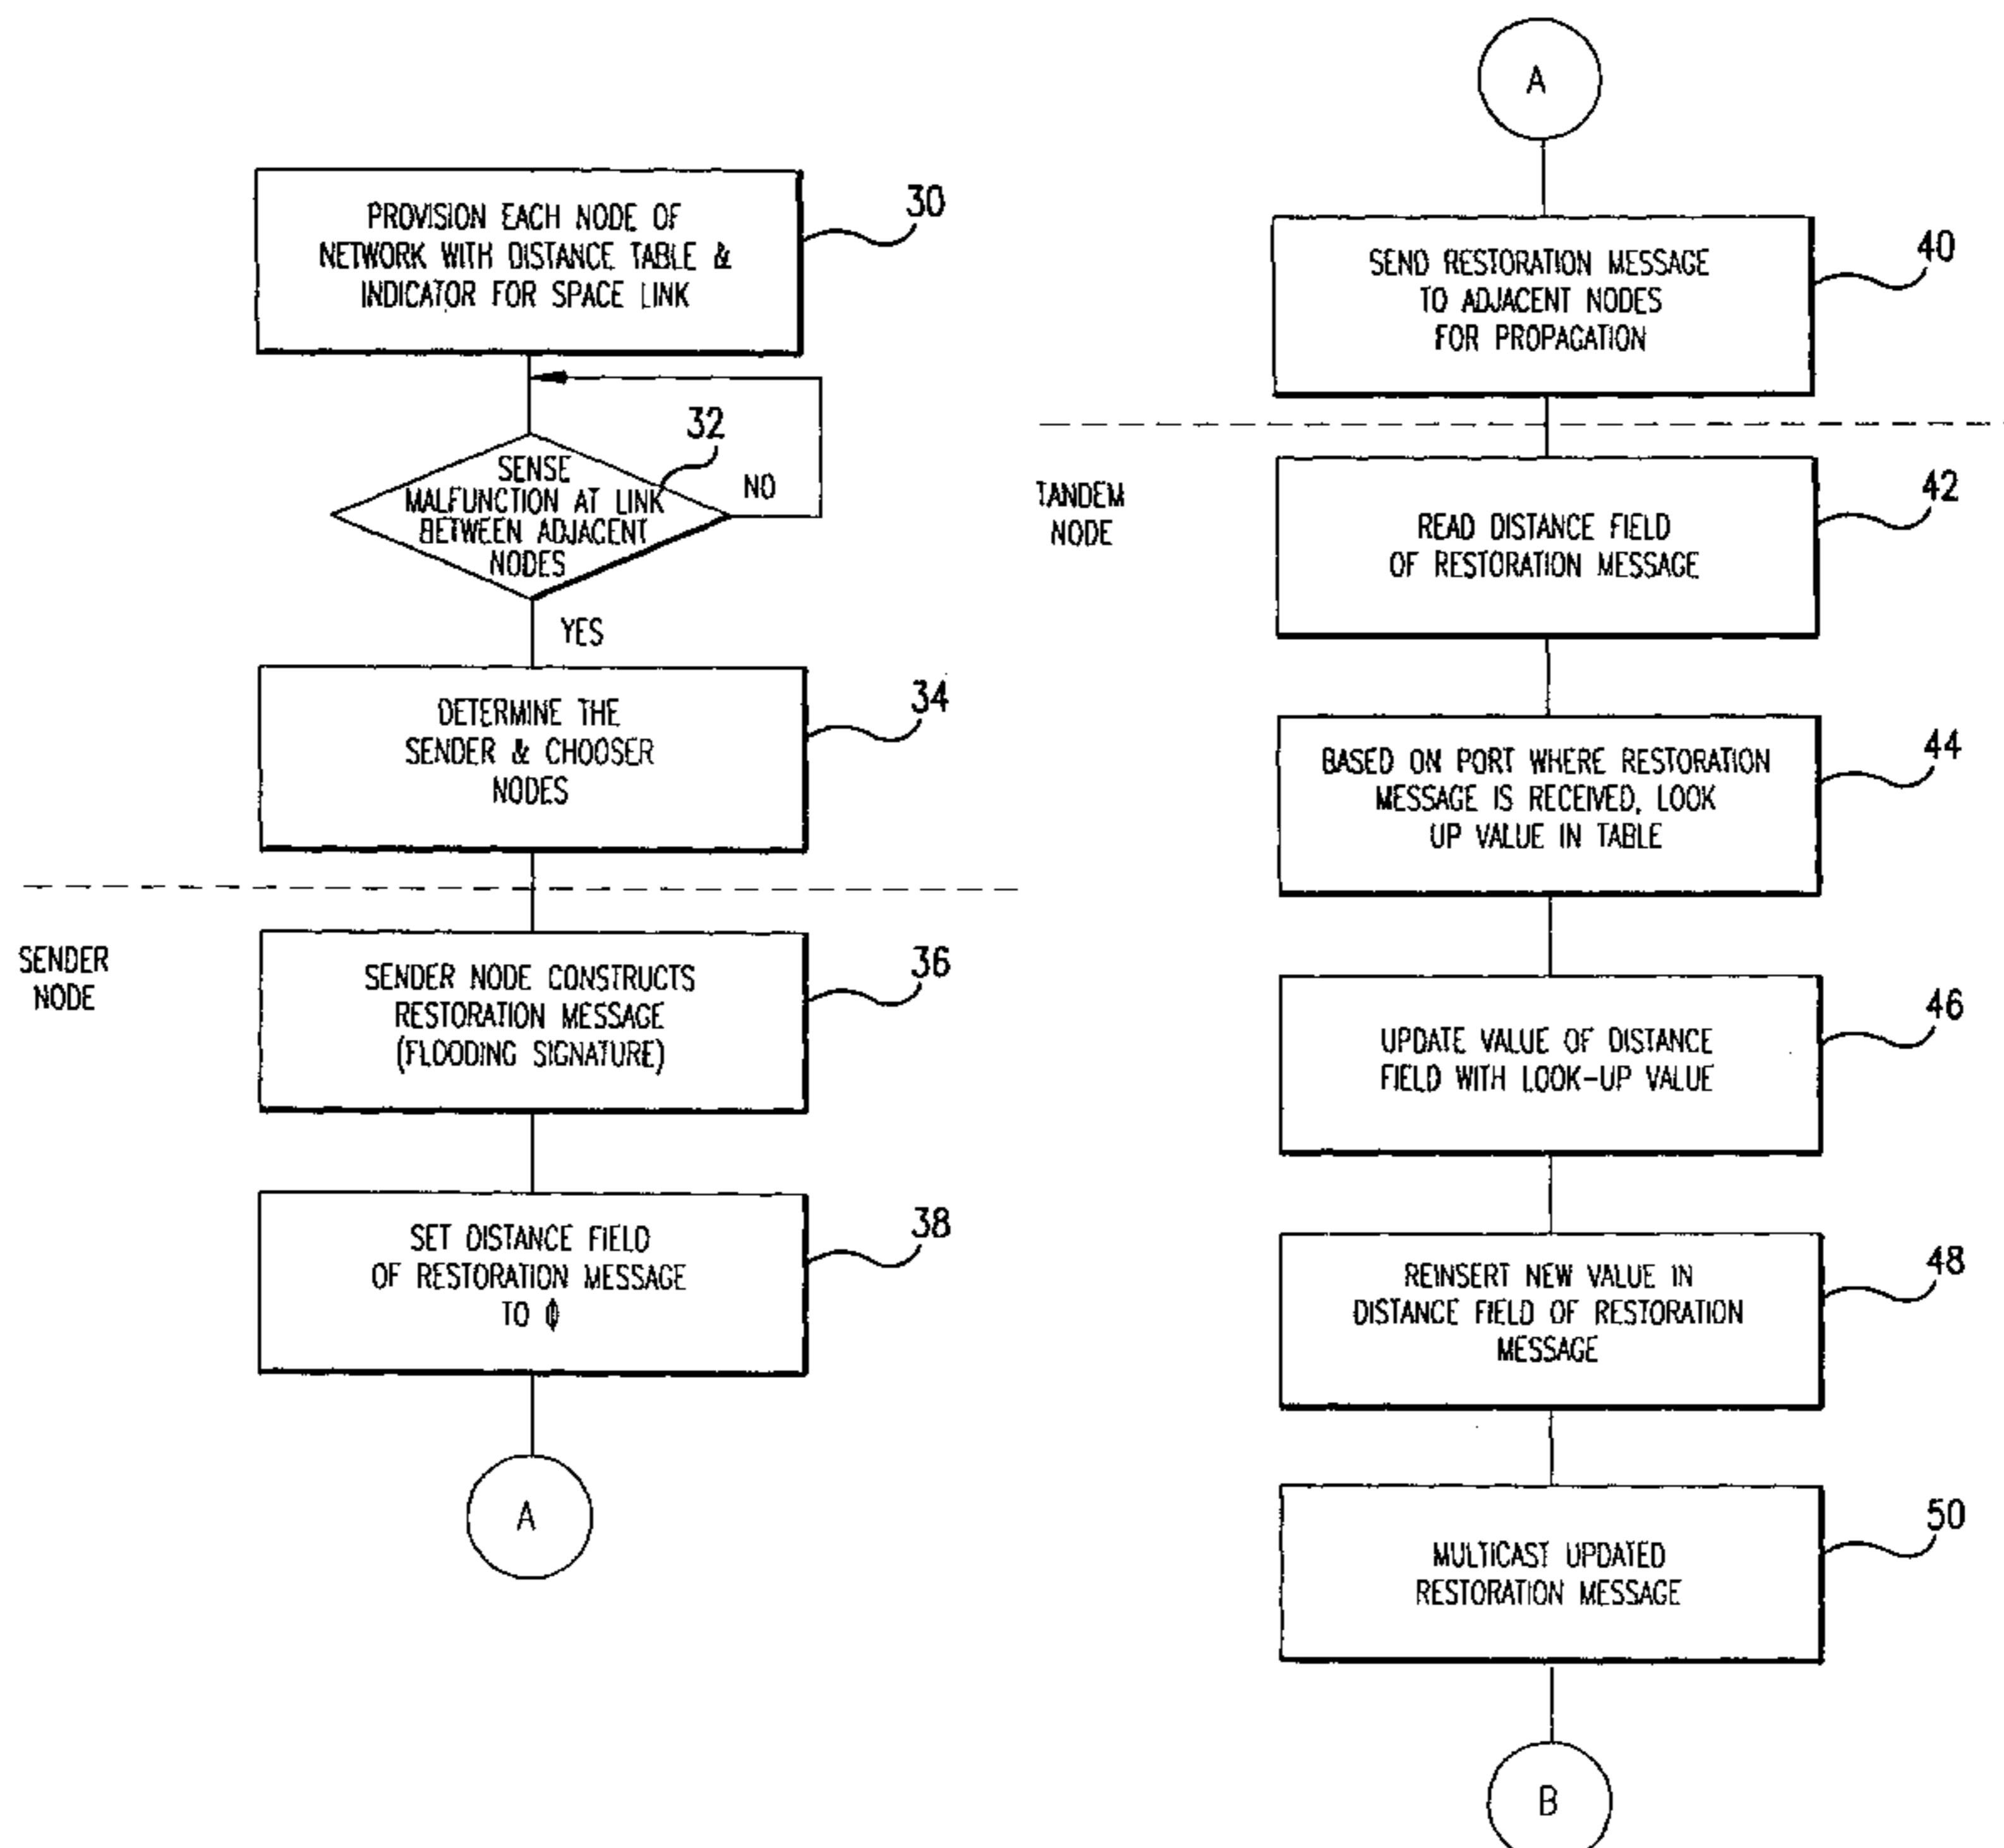 PROVISION EACH NODE OF
NETWORK WITH DISTANCE TABLE &
INDICATOR FOR SPACE LINK
30
SENSE
MALFUNCTION AT LINK
BETWEEN ADJACENT
NODES
32
NO
YES
DETERMINE THE
SENDER & CHOOSER
NODES
34
SENDER
NODE
SENDER NODE CONSTRUCTS
RESTORATION MESSAGE
(FLOODING SIGNATURE)
36
SET DISTANCE FIELD
OF RESTORATION MESSAGE
TO ϕ
38
A
A
SEND RESTORATION MESSAGE
TO ADJACENT NODES
FOR PROPAGATION
40
TANDEM
NODE
READ DISTANCE FIELD
OF RESTORATION MESSAGE
42
BASED ON PORT WHERE RESTORATION
MESSAGE IS RECEIVED, LOOK
UP VALUE IN TABLE
44
UPDATE VALUE OF DISTANCE
FIELD WITH LOOK-UP VALUE
46
REINSERT NEW VALUE IN
DISTANCE FIELD OF RESTORATION
MESSAGE
48
MULTICAST UPDATED
RESTORATION MESSAGE
50
B